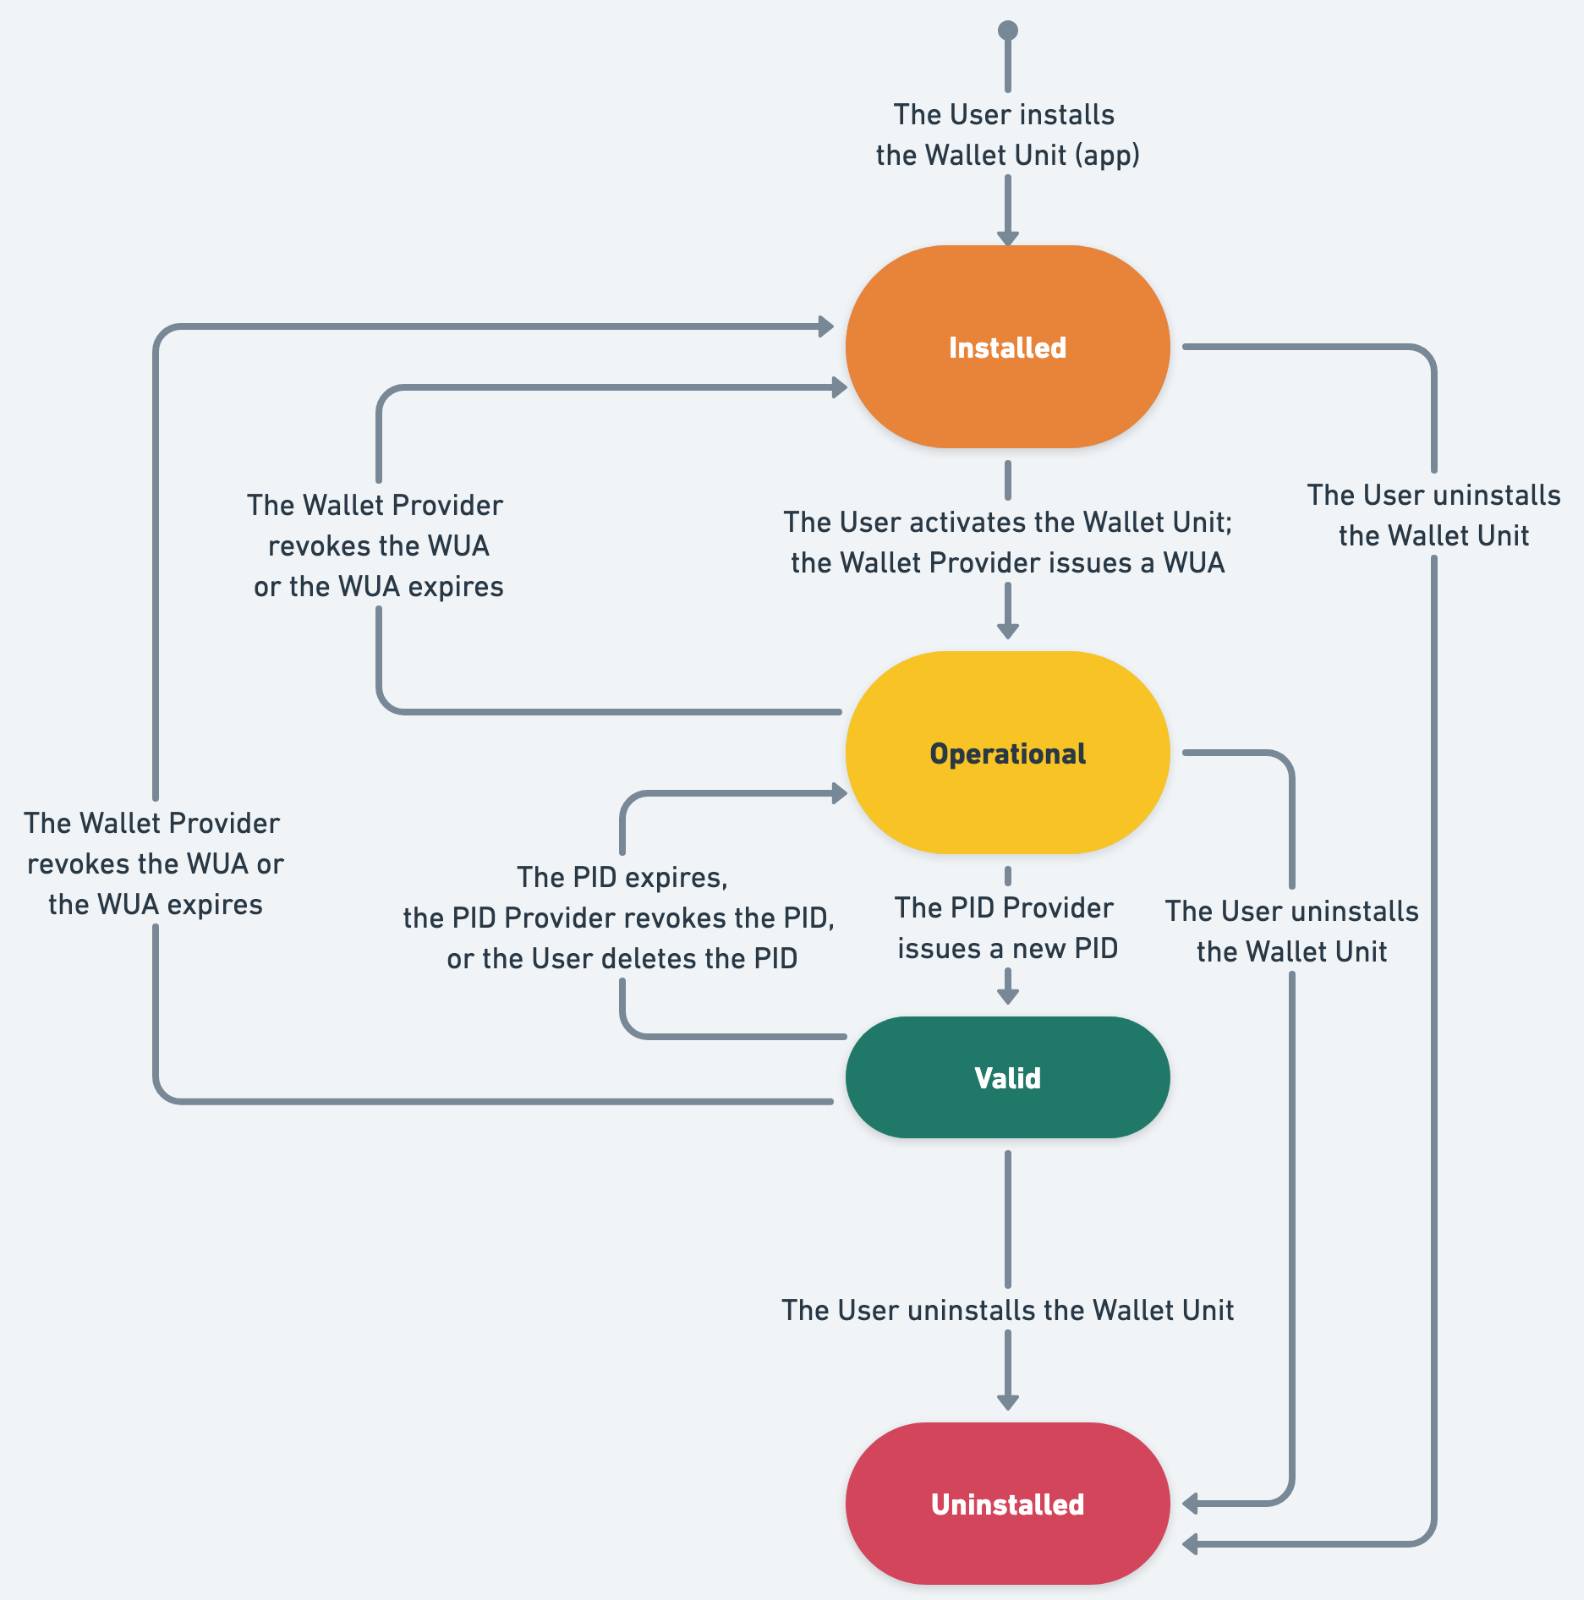 The User installs
the Wallet Unit (app)
Installed
The Wallet Provider
revokes the WUA
or the WUA expires
The User activates the Wallet Unit;
the Wallet Provider issues a WUA
The User uninstalls
the Wallet Unit
Operational
The Wallet Provider
revokes the WUA or
the WUA expires
The PID expires,
the PID Provider revokes the PID,
or the User deletes the PID
The PID Provider
issues a new PID
The User uninstalls
the Wallet Unit
Valid
The User uninstalls the Wallet Unit
Uninstalled